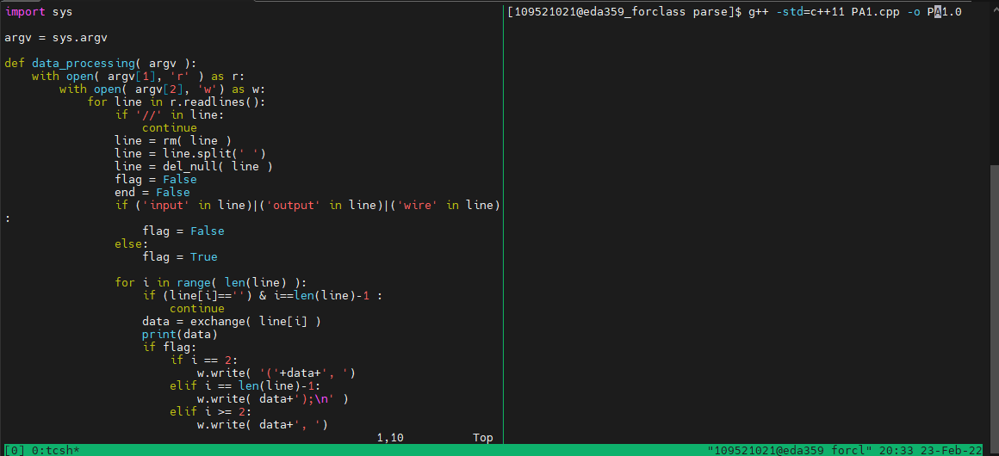 import sys

argv = sys.argv

def data_processing( argv ):
    with open( argv[1], 'r' ) as r:
        with open( argv[2], 'w') as w:
            for line in r.readlines():
                if '//' in line:
                    continue
                line = rm( line )
                line = line.split(' ')
                line = del_null( line )
                flag = False
                end = False
                if ('input' in line)|('output' in line)|('wire' in line)
:
                    flag = False
                else:
                    flag = True

                for i in range( len(line) ):
                    if (line[i]=='') & i==len(line)-1 :
                        continue
                    data = exchange( line[i] )
                    print(data)
                    if flag:
                        if i == 2:
                            w.write( '('+data+', ')
                        elif i == len(line)-1:
                            w.write( data+');\n' )
                        elif i >= 2:
                            w.write( data+', ')
1,10          Top
[109521021@eda359_forclass parse]$ g++ -std=c++11 PA1.cpp -o PA1.0
[0] 0:tcsh*
"109521021@eda359_forcl" 20:33 23-Feb-22